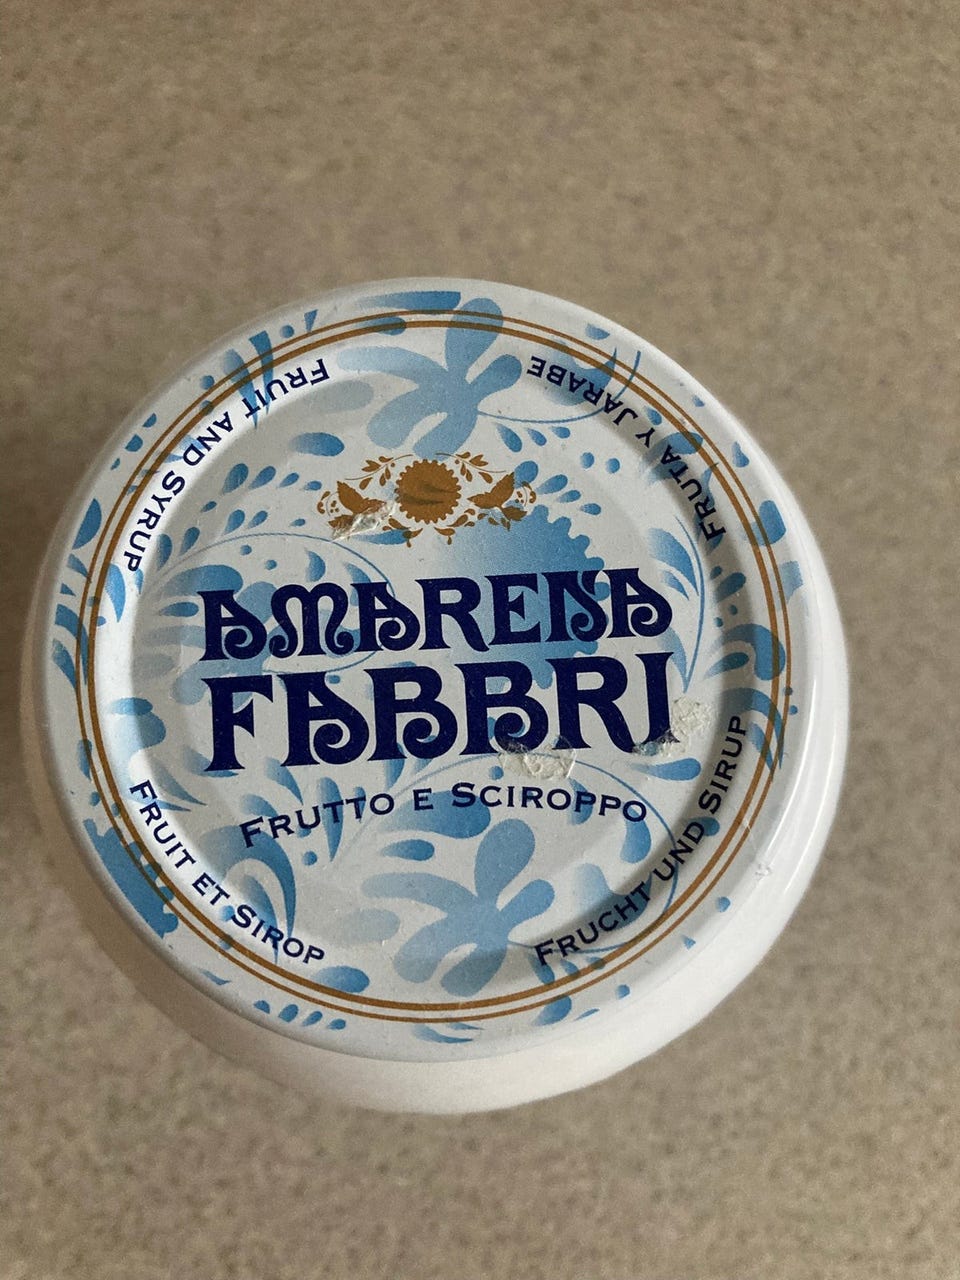 AMARENA
FABBRI
FRUTTO E SCIROPPO
FRUIT AND SYRUP
FRUTA Y JARABE
FRUIT ET SIROP
FRUCHT UND SIRUP